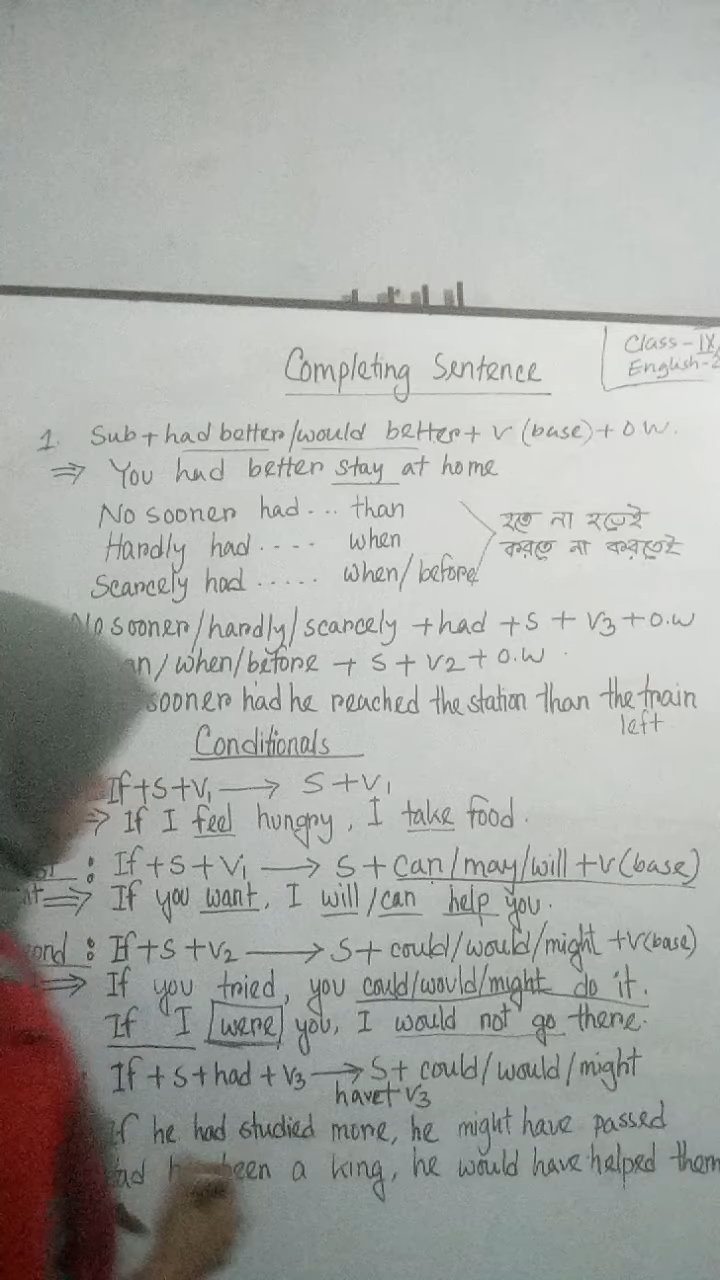 Class - IX
English - 2
Completing Sentence
1. Sub + had better/would better + v (base) + O.W.
⇒ You had better stay at home
No sooner had... than
Hardly had.... when
Scarcely had..... when/before
হতে না হতেই
করতে না করতেই
No sooner/hardly/scarcely + had + S + V3 + O.W
/when/before + S + V2 + O.W.
sooner had he reached the station than the train
left
Conditionals
If + S + V1 → S + V1
⇒ If I feel hungry, I take food.
: If + S + V1 → S + can/may/will + v (base)
⇒ If you want, I will/can help you.
: If + S + V2 → S + could/would/might + v (base)
⇒ If you tried, you could/would/might do it.
If I were you, I would not go there.
If + S + had + V3 → S + could/would/might
have + V3
If he had studied more, he might have passed
been a king, he would have helped them